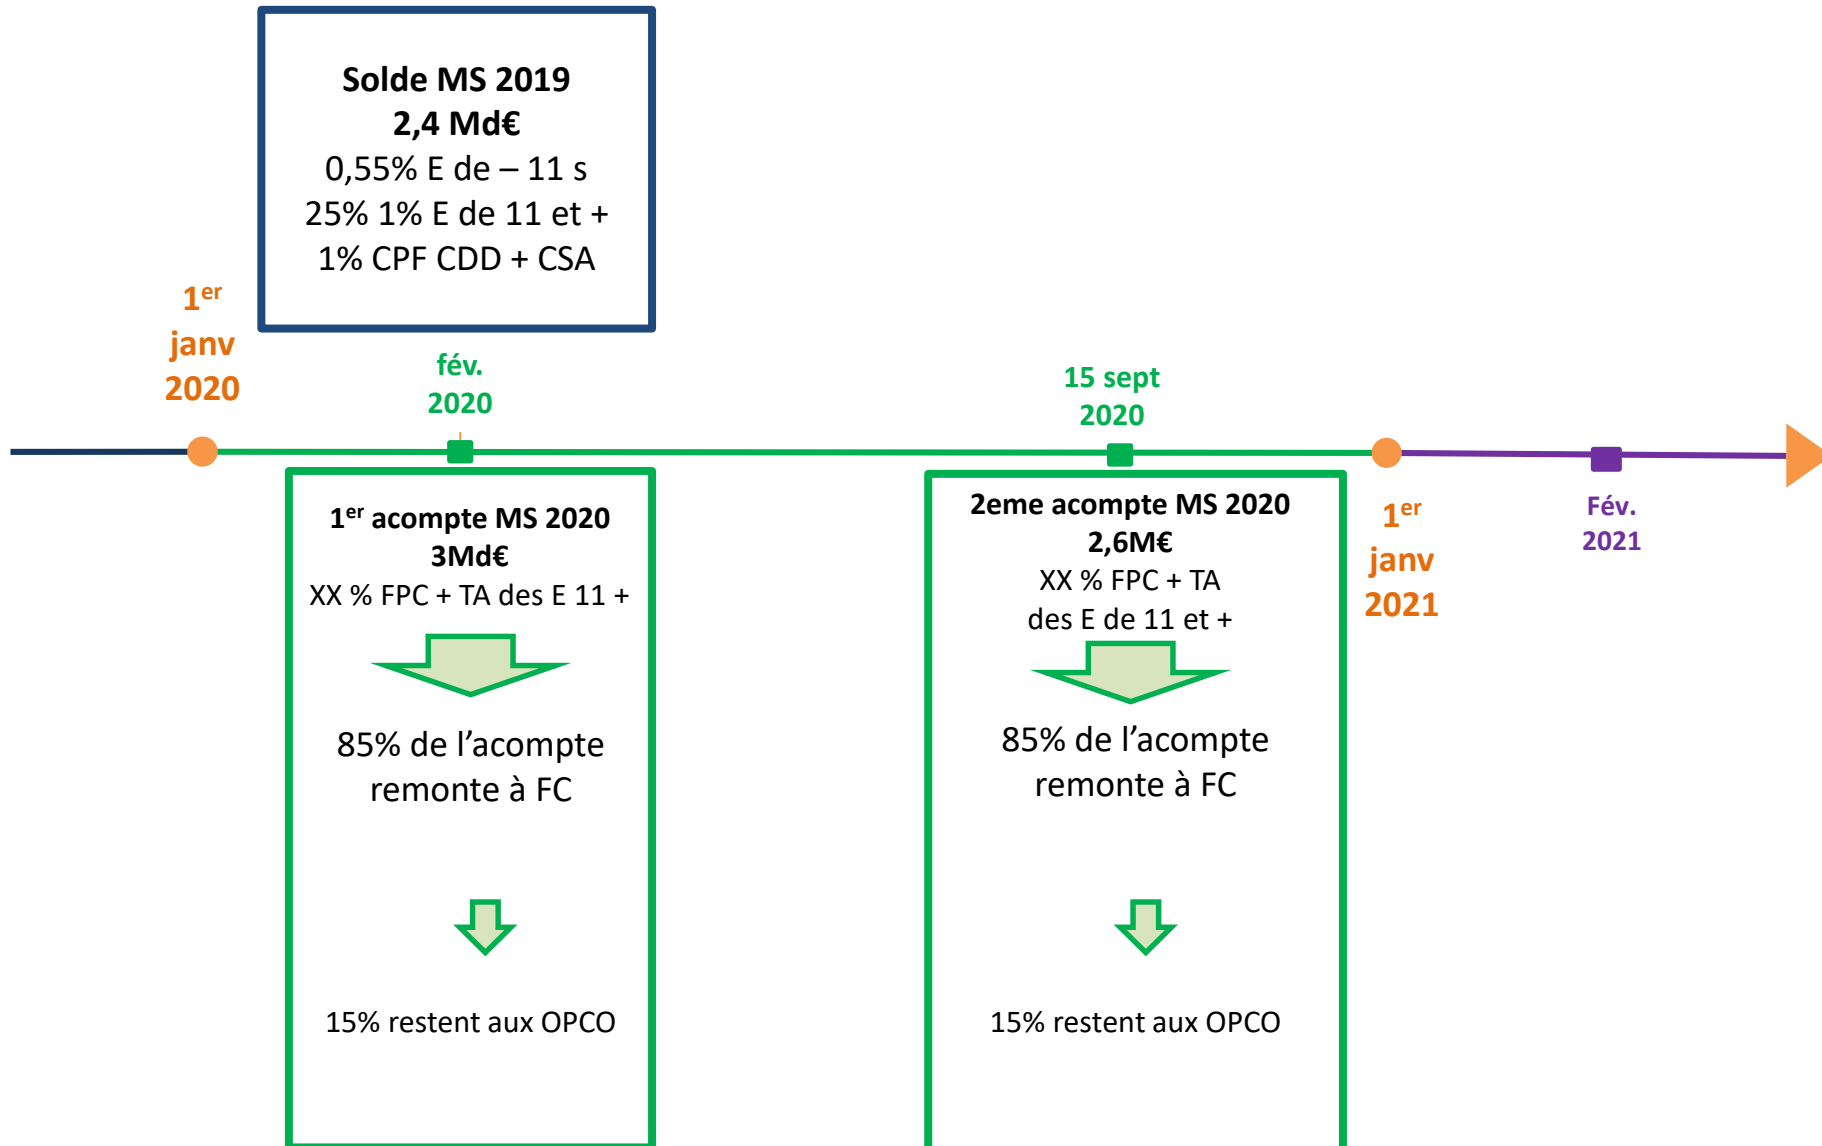 Solde MS 2019
2,4 Md€
0,55% E de – 11 s
25% 1% E de 11 et +
1% CPF CDD + CSA
1er
janv
2020
fév.
2020
15 sept
2020
1er acompte MS 2020
3Md€
XX % FPC + TA des E 11 +
85% de l’acompte
remonte à FC
15% restent aux OPCO
2eme acompte MS 2020
2,6M€
XX % FPC + TA
des E de 11 et +
85% de l’acompte
remonte à FC
15% restent aux OPCO
1er
janv
2021
Fév.
2021